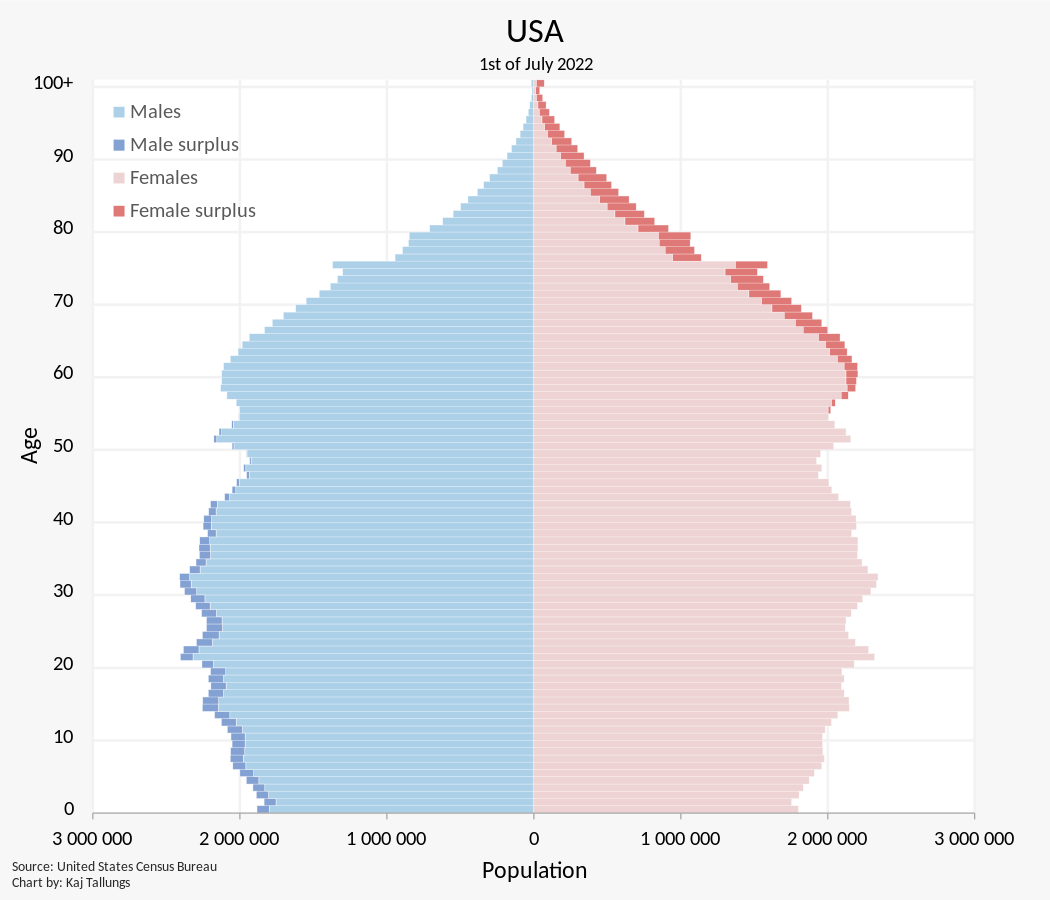 USA
1st of July 2022
Males
Male surplus
Females
Female surplus
Age
100+
90
80
70
60
50
40
30
20
10
0
3 000 000 2 000 000 1 000 000 0 1 000 000 2 000 000 3 000 000
Population
Source: United States Census Bureau
Chart by: Kaj Tallungs